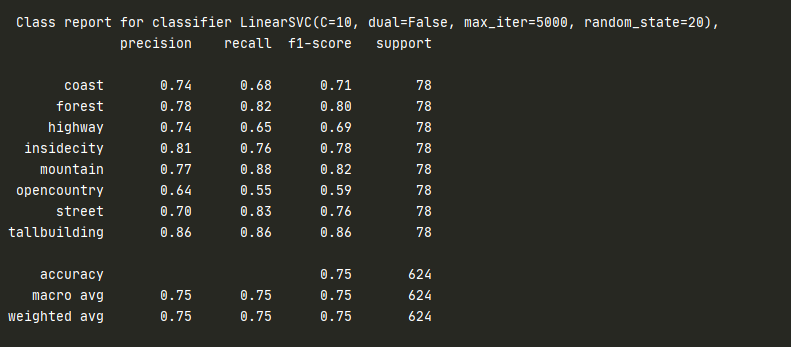 Class report for classifier LinearSVC(C=10, dual=False, max_iter=5000, random_state=20),
precision recall f1-score support
coast 0.74 0.68 0.71 78
forest 0.78 0.82 0.80 78
highway 0.74 0.65 0.69 78
insidecity 0.81 0.76 0.78 78
mountain 0.77 0.88 0.82 78
opencountry 0.64 0.55 0.59 78
street 0.70 0.83 0.76 78
tallbuilding 0.86 0.86 0.86 78
accuracy 0.75 624
macro avg 0.75 0.75 0.75 624
weighted avg 0.75 0.75 0.75 624